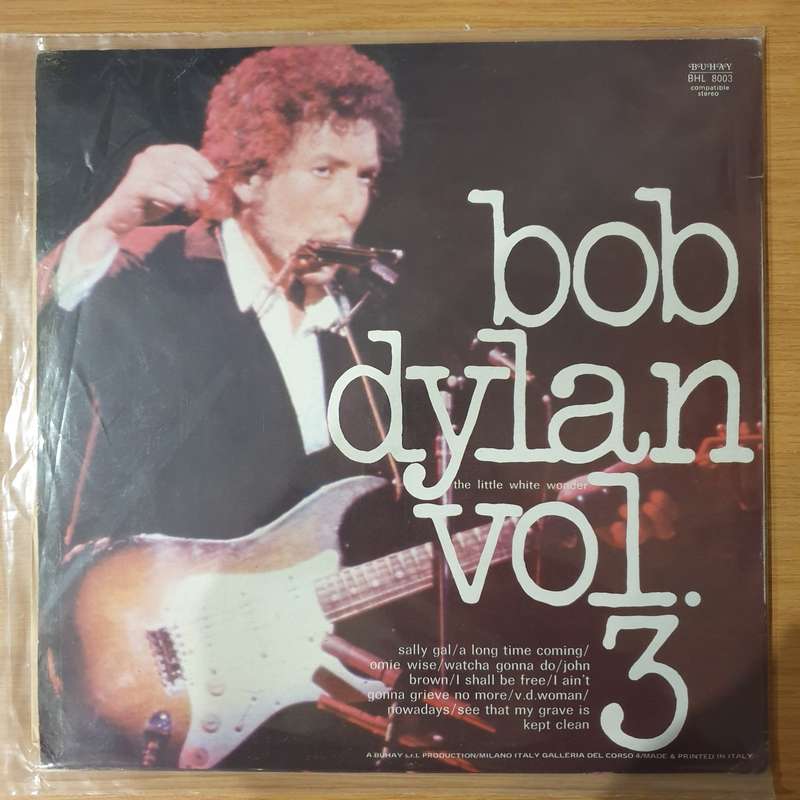 BUHAY
BHL 8003
compatible
stereo
bob
dylan
the little white wonder
vol.
3
sally gal/a long time coming/
omie wise/watcha gonna do/john
brown/I shall be free/I ain't
gonna grieve no more/v.d.woman/
nowadays/see that my grave is
kept clean
A.BUHAY s.r.l. PRODUCTION/MILANO ITALY GALLERIA DEL CORSO 4/MADE & PRINTED IN ITALY